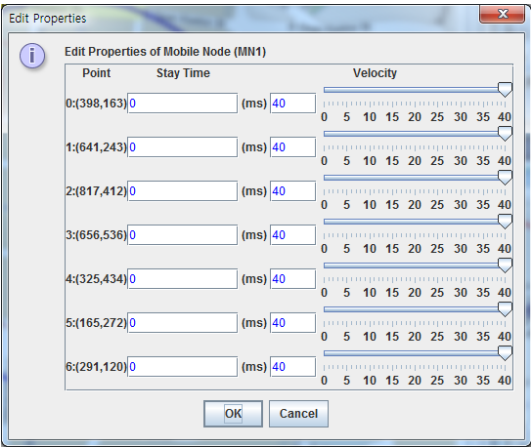 Edit Properties
Edit Properties of Mobile Node (MN1)
Point Stay Time Velocity
0:(398,163) 0 (ms) 40
0 5 10 15 20 25 30 35 40
1:(641,243) 0 (ms) 40
0 5 10 15 20 25 30 35 40
2:(817,412) 0 (ms) 40
0 5 10 15 20 25 30 35 40
3:(656,536) 0 (ms) 40
0 5 10 15 20 25 30 35 40
4:(325,434) 0 (ms) 40
0 5 10 15 20 25 30 35 40
5:(165,272) 0 (ms) 40
0 5 10 15 20 25 30 35 40
6:(291,120) 0 (ms) 40
0 5 10 15 20 25 30 35 40
OK Cancel